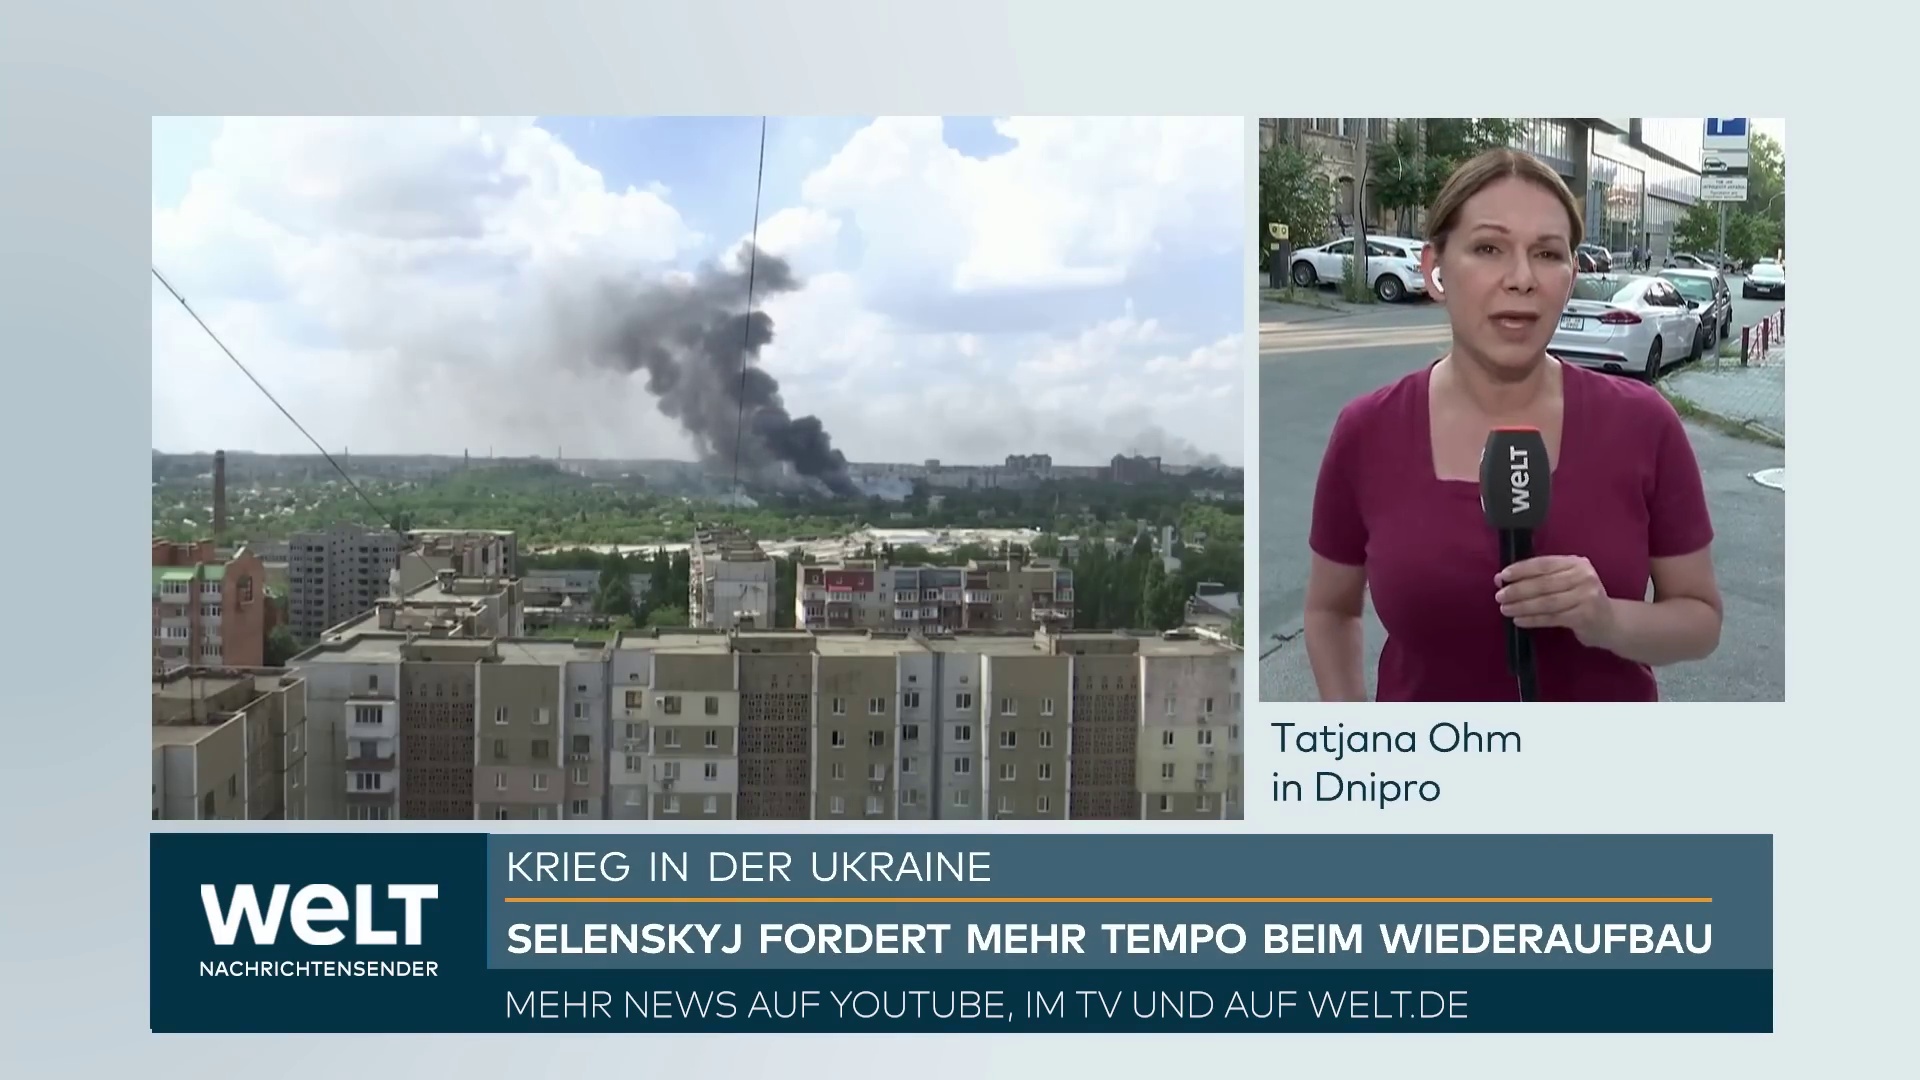 P
welt
Tatjana Ohm
in Dnipro
KRIEG IN DER UKRAINE
SELENSKYJ FORDERT MEHR TEMPO BEIM WIEDERAUFBAU
MEHR NEWS AUF YOUTUBE, IM TV UND AUF WELT.DE
WELT
NACHRICHTENSENDER